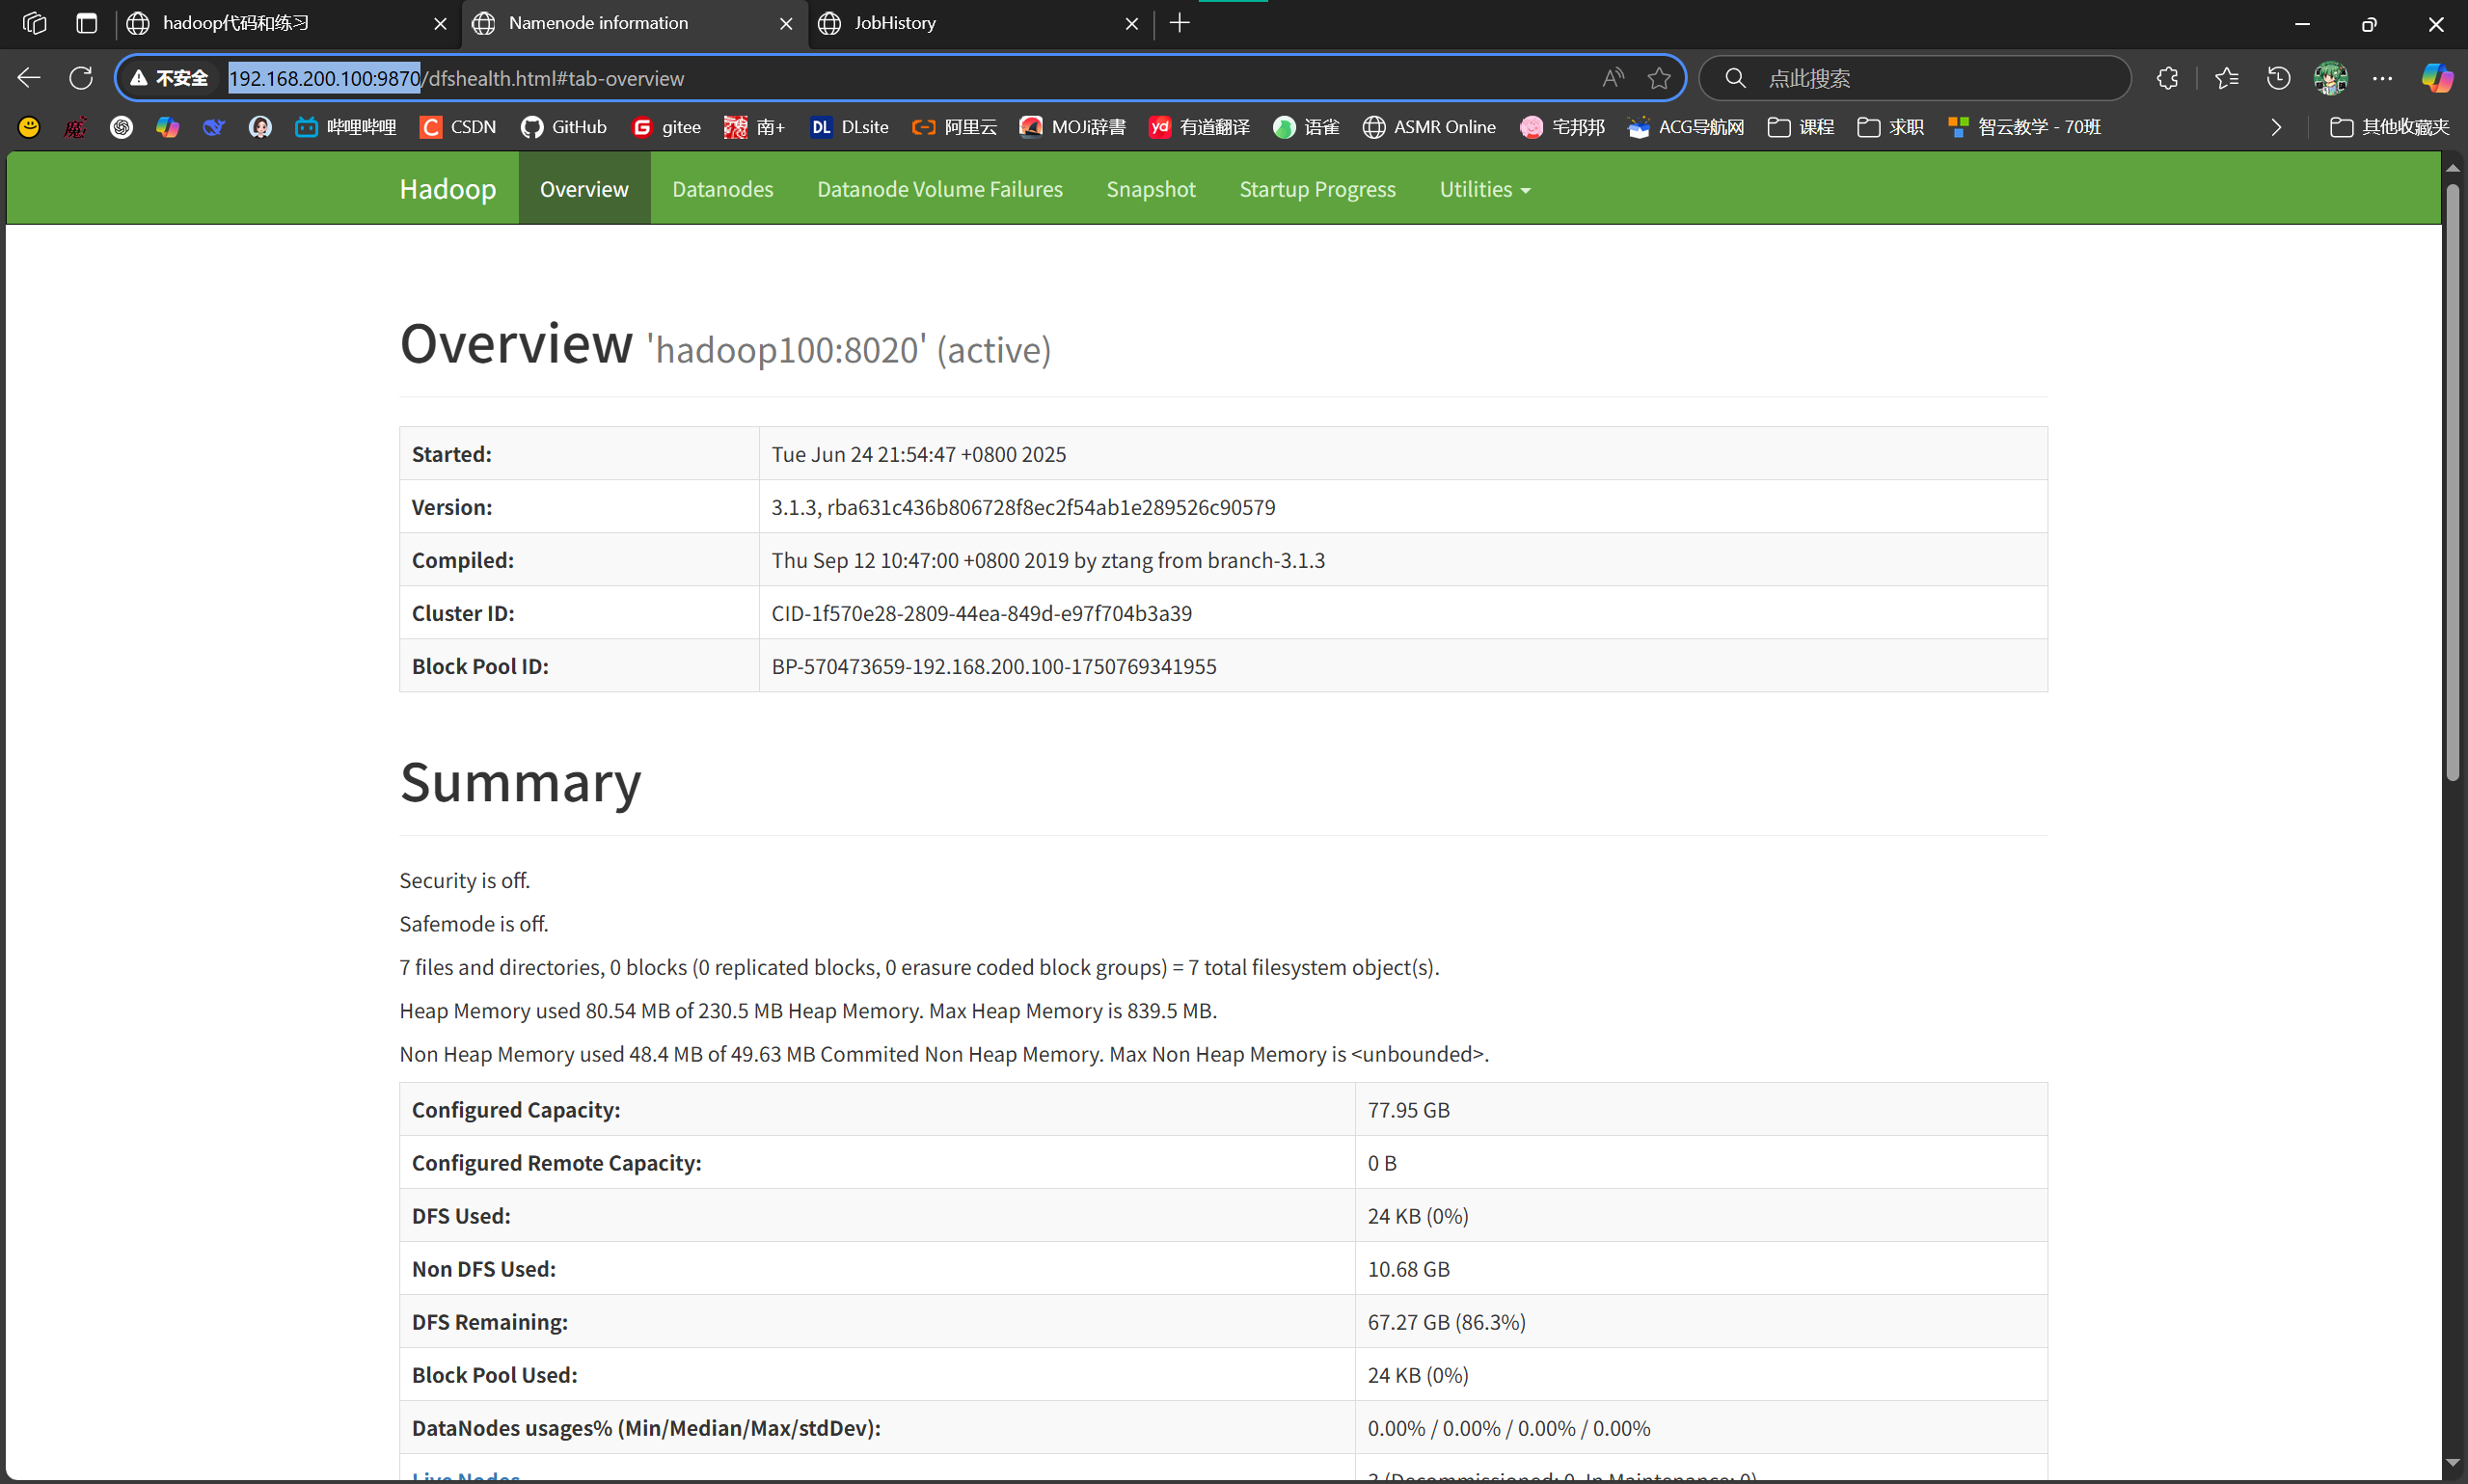 hadoop代码和练习
Namenode information
JobHistory
不安全
192.168.200.100:9870/dfshealth.html#tab-overview
点此搜索
哔哩哔哩 CSDN GitHub gitee 南+ DLsite 阿里云 MOJi辞書 有道翻译 语雀 ASMR Online 宅邦邦 ACG导航网 课程 求职 智云教学 - 70班 其他收藏夹
Hadoop Overview Datanodes Datanode Volume Failures Snapshot Startup Progress Utilities
Overview 'hadoop100:8020' (active)
Started: Tue Jun 24 21:54:47 +0800 2025
Version: 3.1.3, rba631c436b806728f8ec2f54ab1e289526c90579
Compiled: Thu Sep 12 10:47:00 +0800 2019 by ztang from branch-3.1.3
Cluster ID: CID-1f570e28-2809-44ea-849d-e97f704b3a39
Block Pool ID: BP-570473659-192.168.200.100-1750769341955
Summary
Security is off.
Safemode is off.
7 files and directories, 0 blocks (0 replicated blocks, 0 erasure coded block groups) = 7 total filesystem object(s).
Heap Memory used 80.54 MB of 230.5 MB Heap Memory. Max Heap Memory is 839.5 MB.
Non Heap Memory used 48.4 MB of 49.63 MB Commited Non Heap Memory. Max Non Heap Memory is <unbounded>.
Configured Capacity: 77.95 GB
Configured Remote Capacity: 0 B
DFS Used: 24 KB (0%)
Non DFS Used: 10.68 GB
DFS Remaining: 67.27 GB (86.3%)
Block Pool Used: 24 KB (0%)
DataNodes usages% (Min/Median/Max/stdDev): 0.00% / 0.00% / 0.00% / 0.00%
Live Nodes (Decommissioned: 0, In Maintenance: 0)